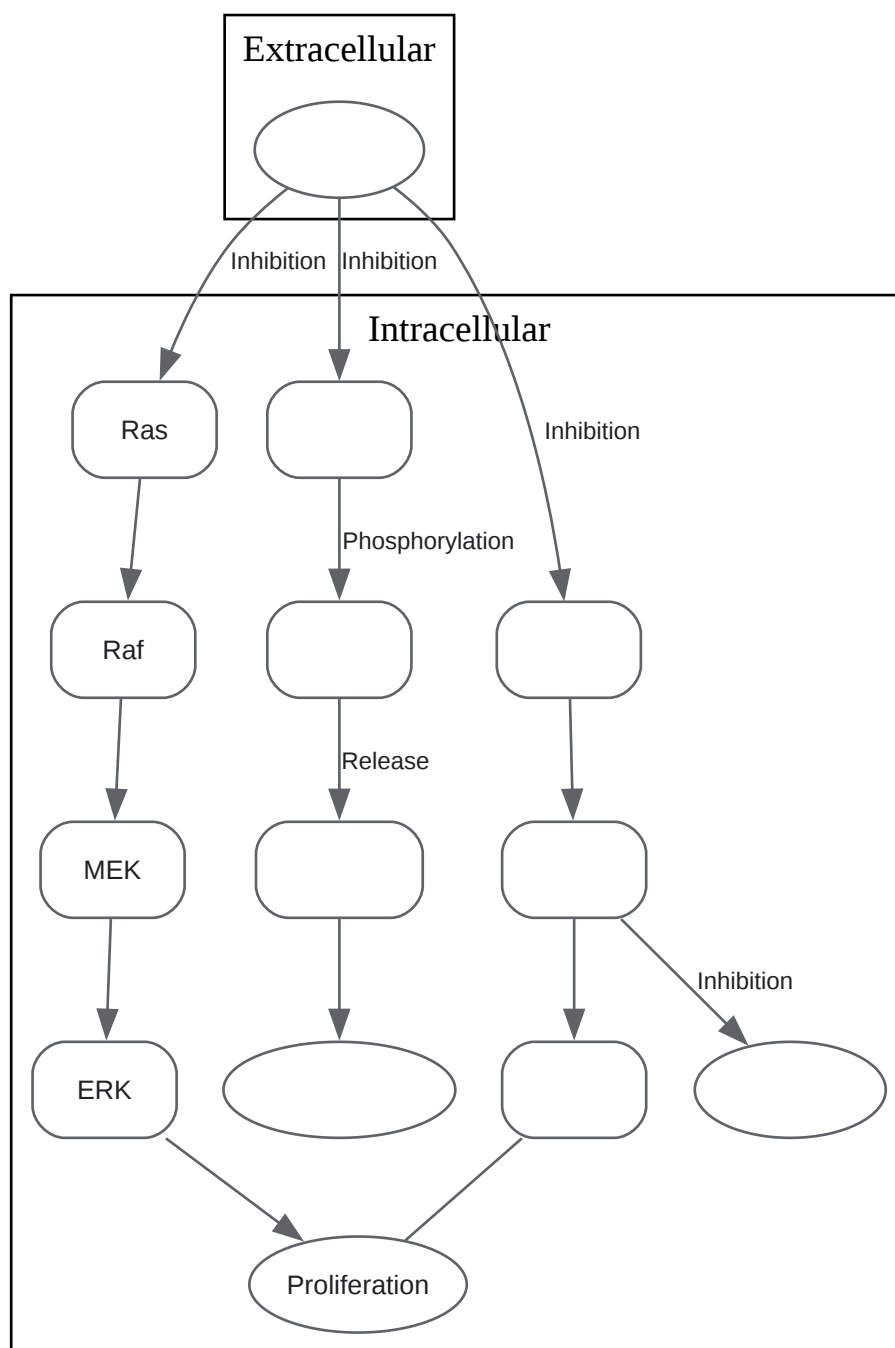 Extracellular
Inhibition
Inhibition
Intracellular
Ras
Inhibition
Phosphorylation
Raf
Release
MEK
Inhibition
ERK
Proliferation